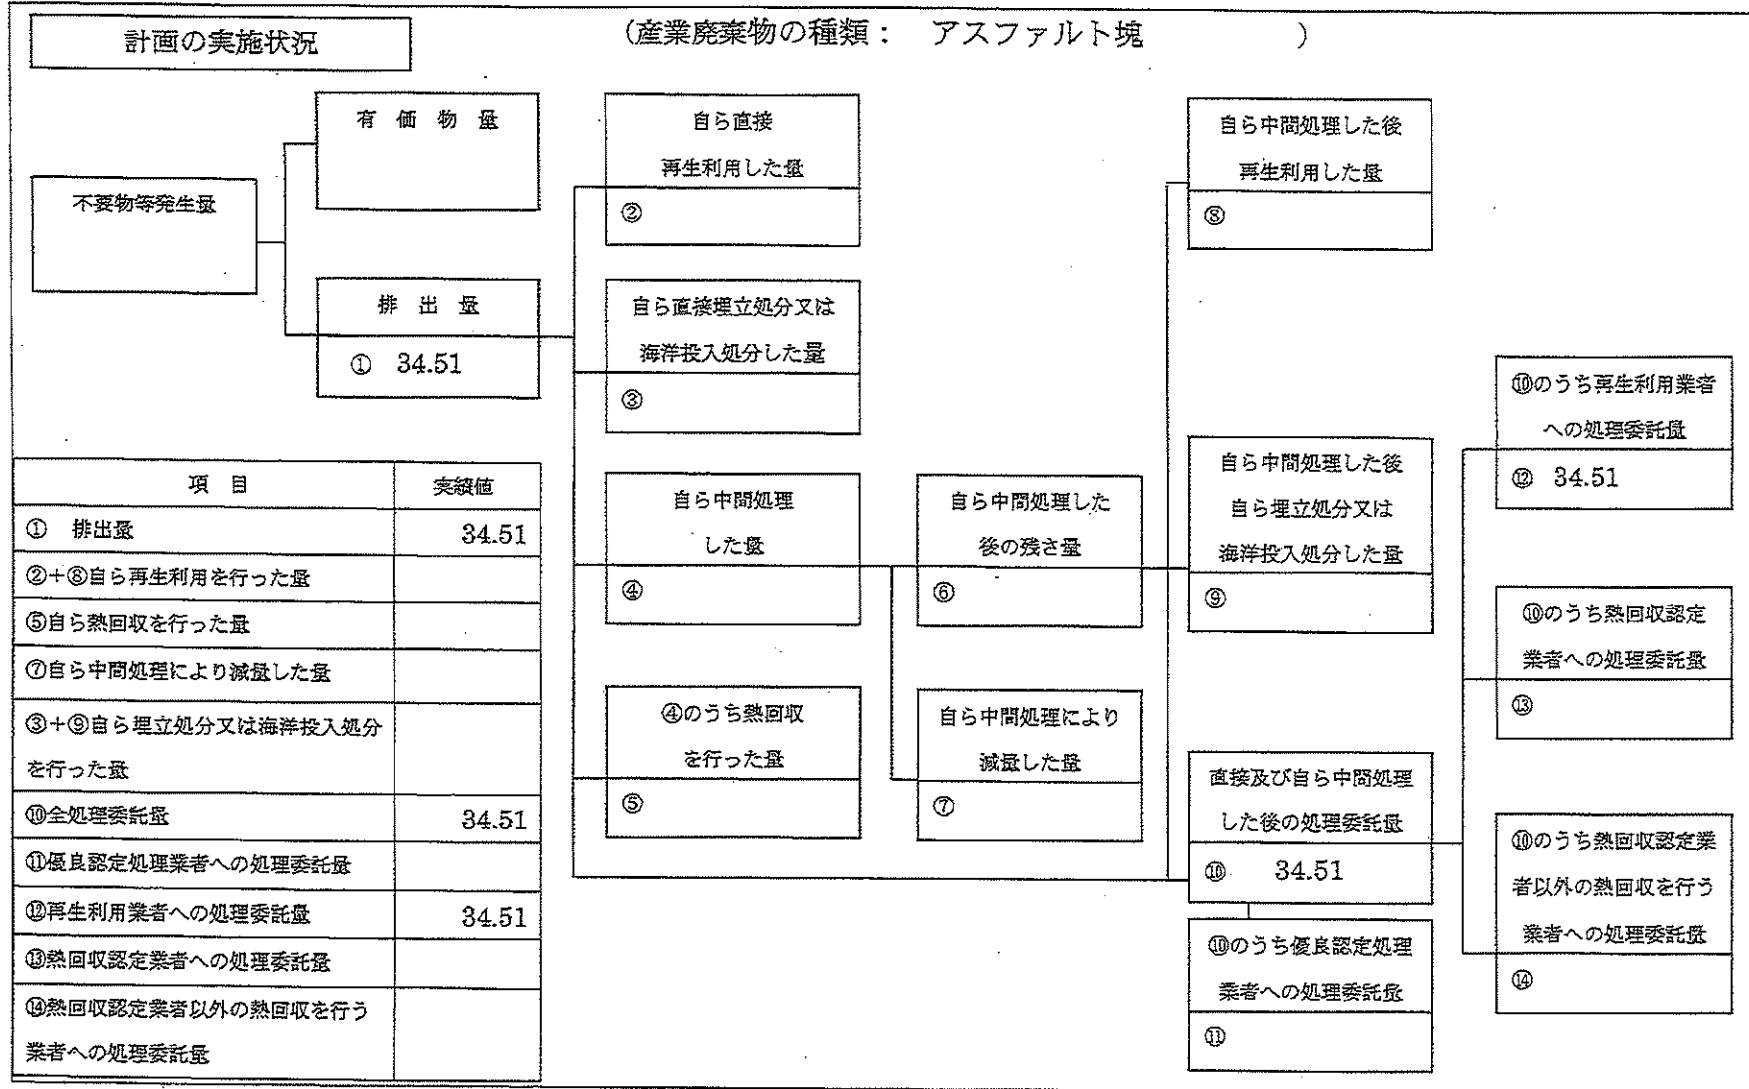 計画の実施状況
(産業廃棄物の種類： アスファルト塊 )
不要物等発生量
有 価 物 量
排 出 量
① 34.51
自ら直接
再生利用した量
②
自ら直接埋立処分又は
海洋投入処分した量
③
自ら中間処理
した量
④
④のうち熱回収
を行った量
⑤
自ら中間処理した
後の残さ量
⑥
自ら中間処理により
減量した量
⑦
自ら中間処理した後
再生利用した量
⑧
自ら中間処理した後
自ら埋立処分又は
海洋投入処分した量
⑨
直接及び自ら中間処理
した後の処理委託量
⑩ 34.51
⑩のうち優良認定処理
業者への処理委託量
⑪
⑩のうち再生利用業者
への処理委託量
⑫ 34.51
⑩のうち熱回収認定
業者への処理委託量
⑬
⑩のうち熱回収認定業
者以外の熱回収を行う
業者への処理委託量
⑭
項 目 実績値
① 排出量 34.51
②+⑧自ら再生利用を行った量
⑤自ら熱回収を行った量
⑦自ら中間処理により減量した量
③+⑨自ら埋立処分又は海洋投入処分
を行った量
⑩全処理委託量 34.51
⑪優良認定処理業者への処理委託量
⑫再生利用業者への処理委託量 34.51
⑬熱回収認定業者への処理委託量
⑭熱回収認定業者以外の熱回収を行う
業者への処理委託量